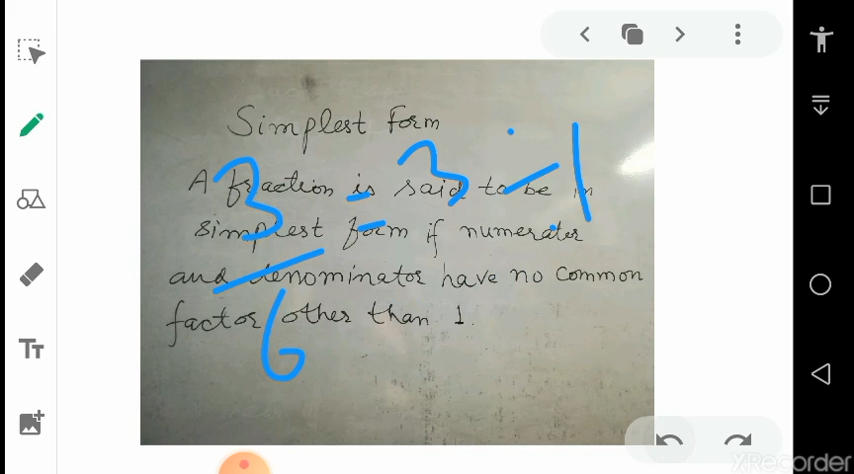 Simplest Form
A fraction is said to be in
simplest form if numerator
and denominator have no common
factor other than 1.
3 = 3 ÷ 1
6
Tт
XRecorder